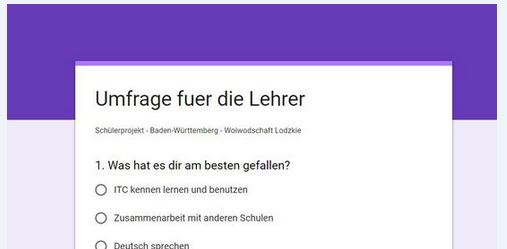 Umfrage fuer die Lehrer
Schülerprojekt - Baden-Württemberg - Woiwodschaft Lodzkie
1. Was hat es dir am besten gefallen?
ITC kennen lernen und benutzen
Zusammenarbeit mit anderen Schulen
Deutsch sprechen